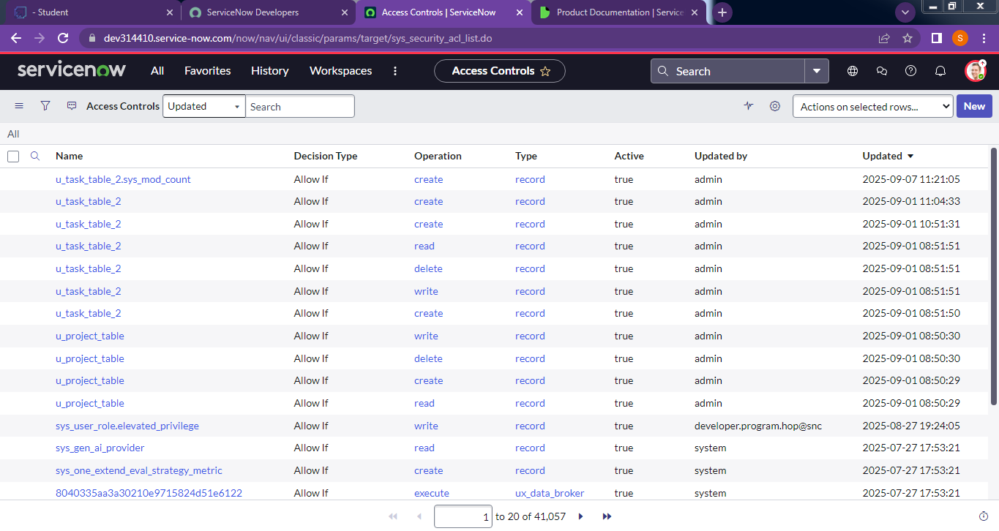 - Student
ServiceNow Developers
Access Controls | ServiceNow
Product Documentation | Service
dev314410.service-now.com/now/nav/ui/classic/params/target/sys_security_acl_list.do
S
servicenow
All Favorites History Workspaces
Access Controls
Search
Access Controls Updated Search
Actions on selected rows... New
All
Name Decision Type Operation Type Active Updated by Updated
u_task_table_2.sys_mod_count Allow If create record true admin 2025-09-07 11:21:05
u_task_table_2 Allow If create record true admin 2025-09-01 11:04:33
u_task_table_2 Allow If create record true admin 2025-09-01 10:51:31
u_task_table_2 Allow If read record true admin 2025-09-01 08:51:51
u_task_table_2 Allow If delete record true admin 2025-09-01 08:51:51
u_task_table_2 Allow If write record true admin 2025-09-01 08:51:51
u_task_table_2 Allow If create record true admin 2025-09-01 08:51:50
u_project_table Allow If write record true admin 2025-09-01 08:50:30
u_project_table Allow If delete record true admin 2025-09-01 08:50:30
u_project_table Allow If create record true admin 2025-09-01 08:50:29
u_project_table Allow If read record true admin 2025-09-01 08:50:29
sys_user_role.elevated_privilege Allow If write record true developer.program.hop@snc 2025-08-27 19:24:05
sys_gen_ai_provider Allow If read record true system 2025-07-27 17:53:21
sys_one_extend_eval_strategy_metric Allow If create record true system 2025-07-27 17:53:21
8040335aa3a30210e9715824d51e6122 Allow If execute ux_data_broker true system 2025-07-27 17:53:21
1 to 20 of 41,057